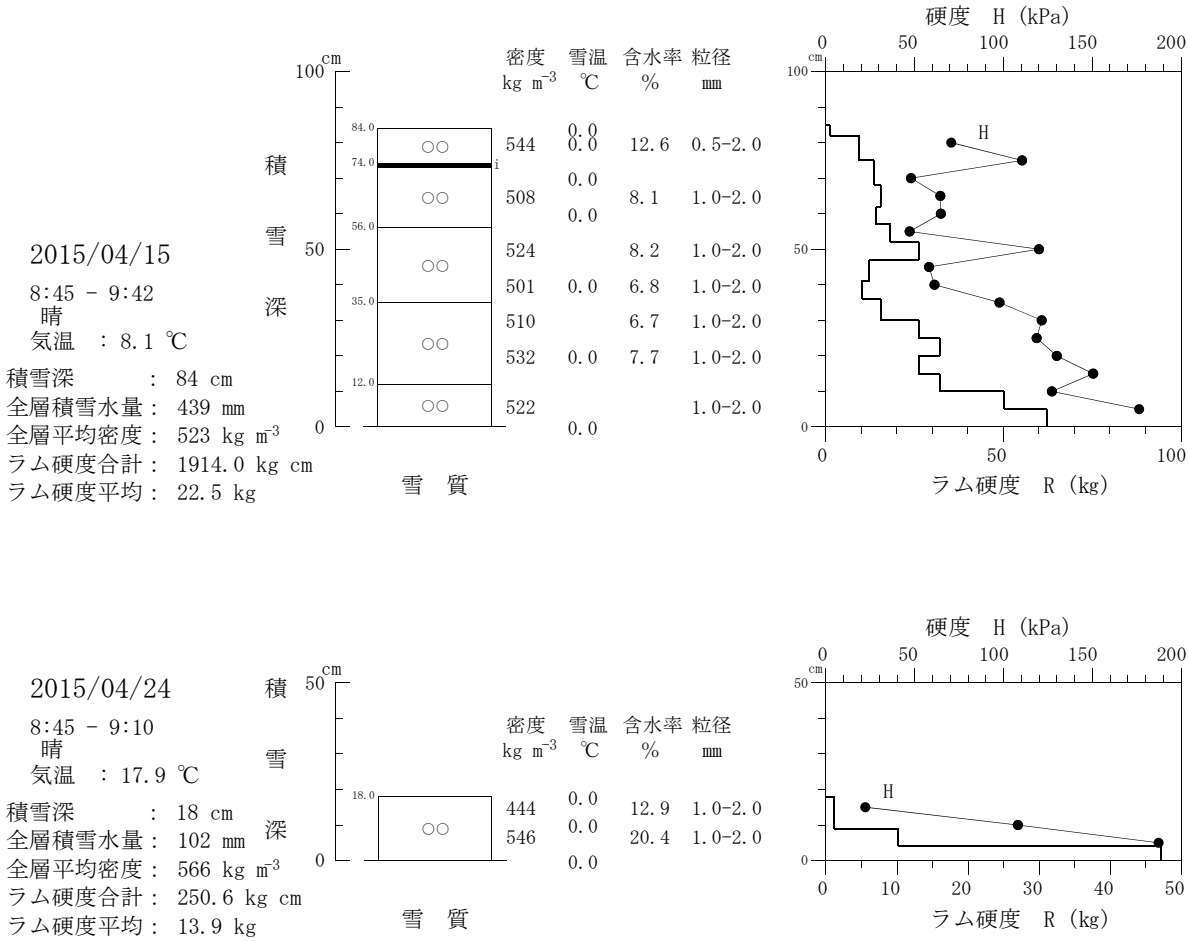 硬度 H (kPa)
0 50 100 150 200
cm
100
密度 雪温 含水率 粒径
kg m-3 ℃ % mm
cm
100
84.0
0.0
○○ 544 0.0 12.6 0.5-2.0
H
74.0
i
積
0.0
○○ 508 8.1 1.0-2.0
0.0
56.0
雪
2015/04/15
50
524 8.2 1.0-2.0
50
○○
8:45 - 9:42
501 0.0 6.8 1.0-2.0
35.0
深
晴
510 6.7 1.0-2.0
気温 : 8.1 ℃
○○
532 0.0 7.7 1.0-2.0
12.0
積雪深 : 84 cm
全層積雪水量 : 439 mm
○○ 522 1.0-2.0
0
0.0
0
全層平均密度 : 523 kg m-3
ラム硬度合計 : 1914.0 kg cm
ラム硬度平均 : 22.5 kg
雪 質
0 50 100
ラム硬度 R (kg)
硬度 H (kPa)
0 50 100 150 200
cm
50
cm
50
2015/04/24
積
8:45 - 9:10
晴
気温 : 17.9 ℃
雪
密度 雪温 含水率 粒径
kg m-3 ℃ % mm
18.0
0.0
H
積雪深 : 18 cm
444 12.9 1.0-2.0
深
○○
0.0
全層積雪水量 : 102 mm
546 20.4 1.0-2.0
0
0.0
0
全層平均密度 : 566 kg m-3
ラム硬度合計 : 250.6 kg cm
ラム硬度平均 : 13.9 kg
雪 質
0 10 20 30 40 50
ラム硬度 R (kg)